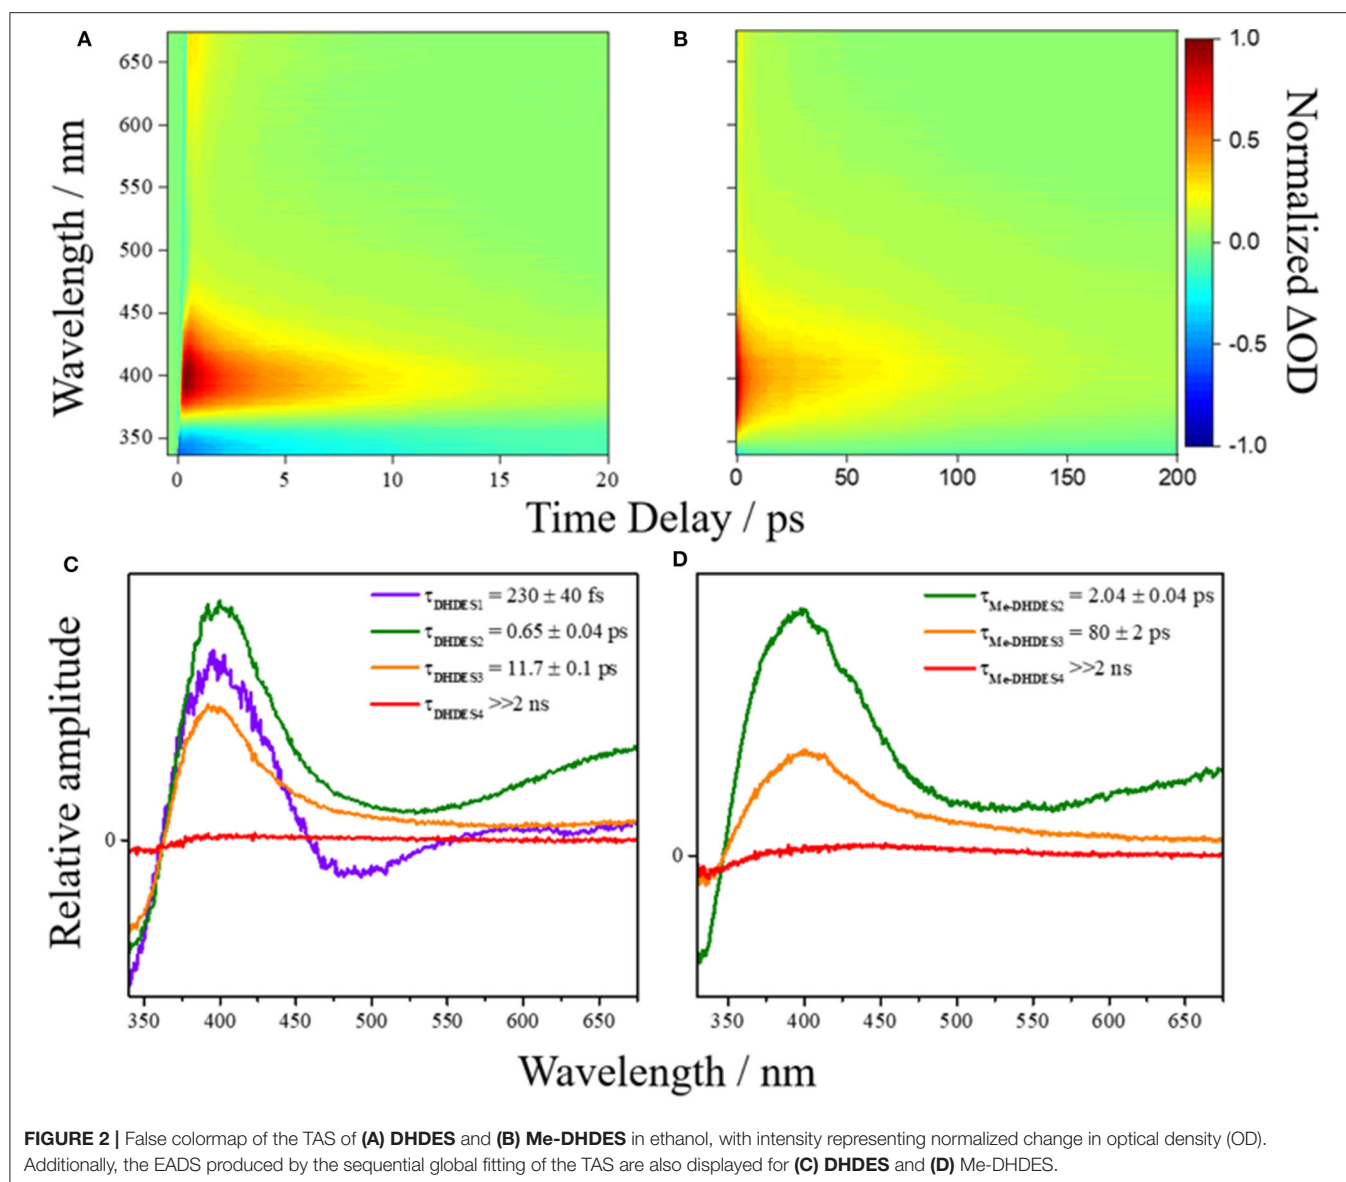 A
B
650
600
550
500
450
400
350
Wavelength / nm
0
5
10
15
20
0
50
100
150
200
Time Delay / ps
1.0
0.5
0.0
-0.5
-1.0
Normalized ΔOD
C
τDHDES1 = 230 ± 40 fs
τDHDES2 = 0.65 ± 0.04 ps
τDHDES3 = 11.7 ± 0.1 ps
τDHDES4 >>2 ns
D
τMe-DHDES2 = 2.04 ± 0.04 ps
τMe-DHDES3 = 80 ± 2 ps
τMe-DHDES4 >>2 ns
Relative amplitude
0
0
350
400
450
500
550
600
650
350
400
450
500
550
600
650
Wavelength / nm
FIGURE 2 | False colormap of the TAS of (A) DHDES and (B) Me-DHDES in ethanol, with intensity representing normalized change in optical density (OD).
Additionally, the EADS produced by the sequential global fitting of the TAS are also displayed for (C) DHDES and (D) Me-DHDES.